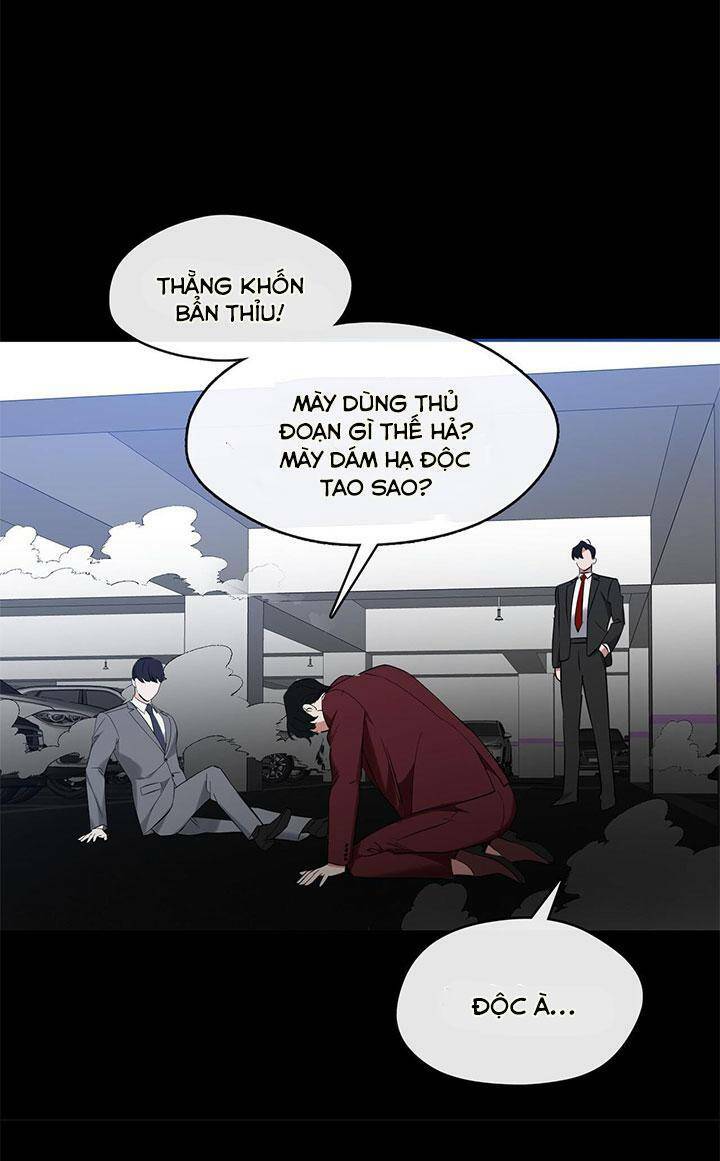 THẰNG KHỐN
BẨN THỈU!
MÀY DÙNG THỦ
ĐOẠN GÌ THẾ HẢ?
MÀY DÁM HẠ ĐỘC
TAO SAO?
ĐỘC À...